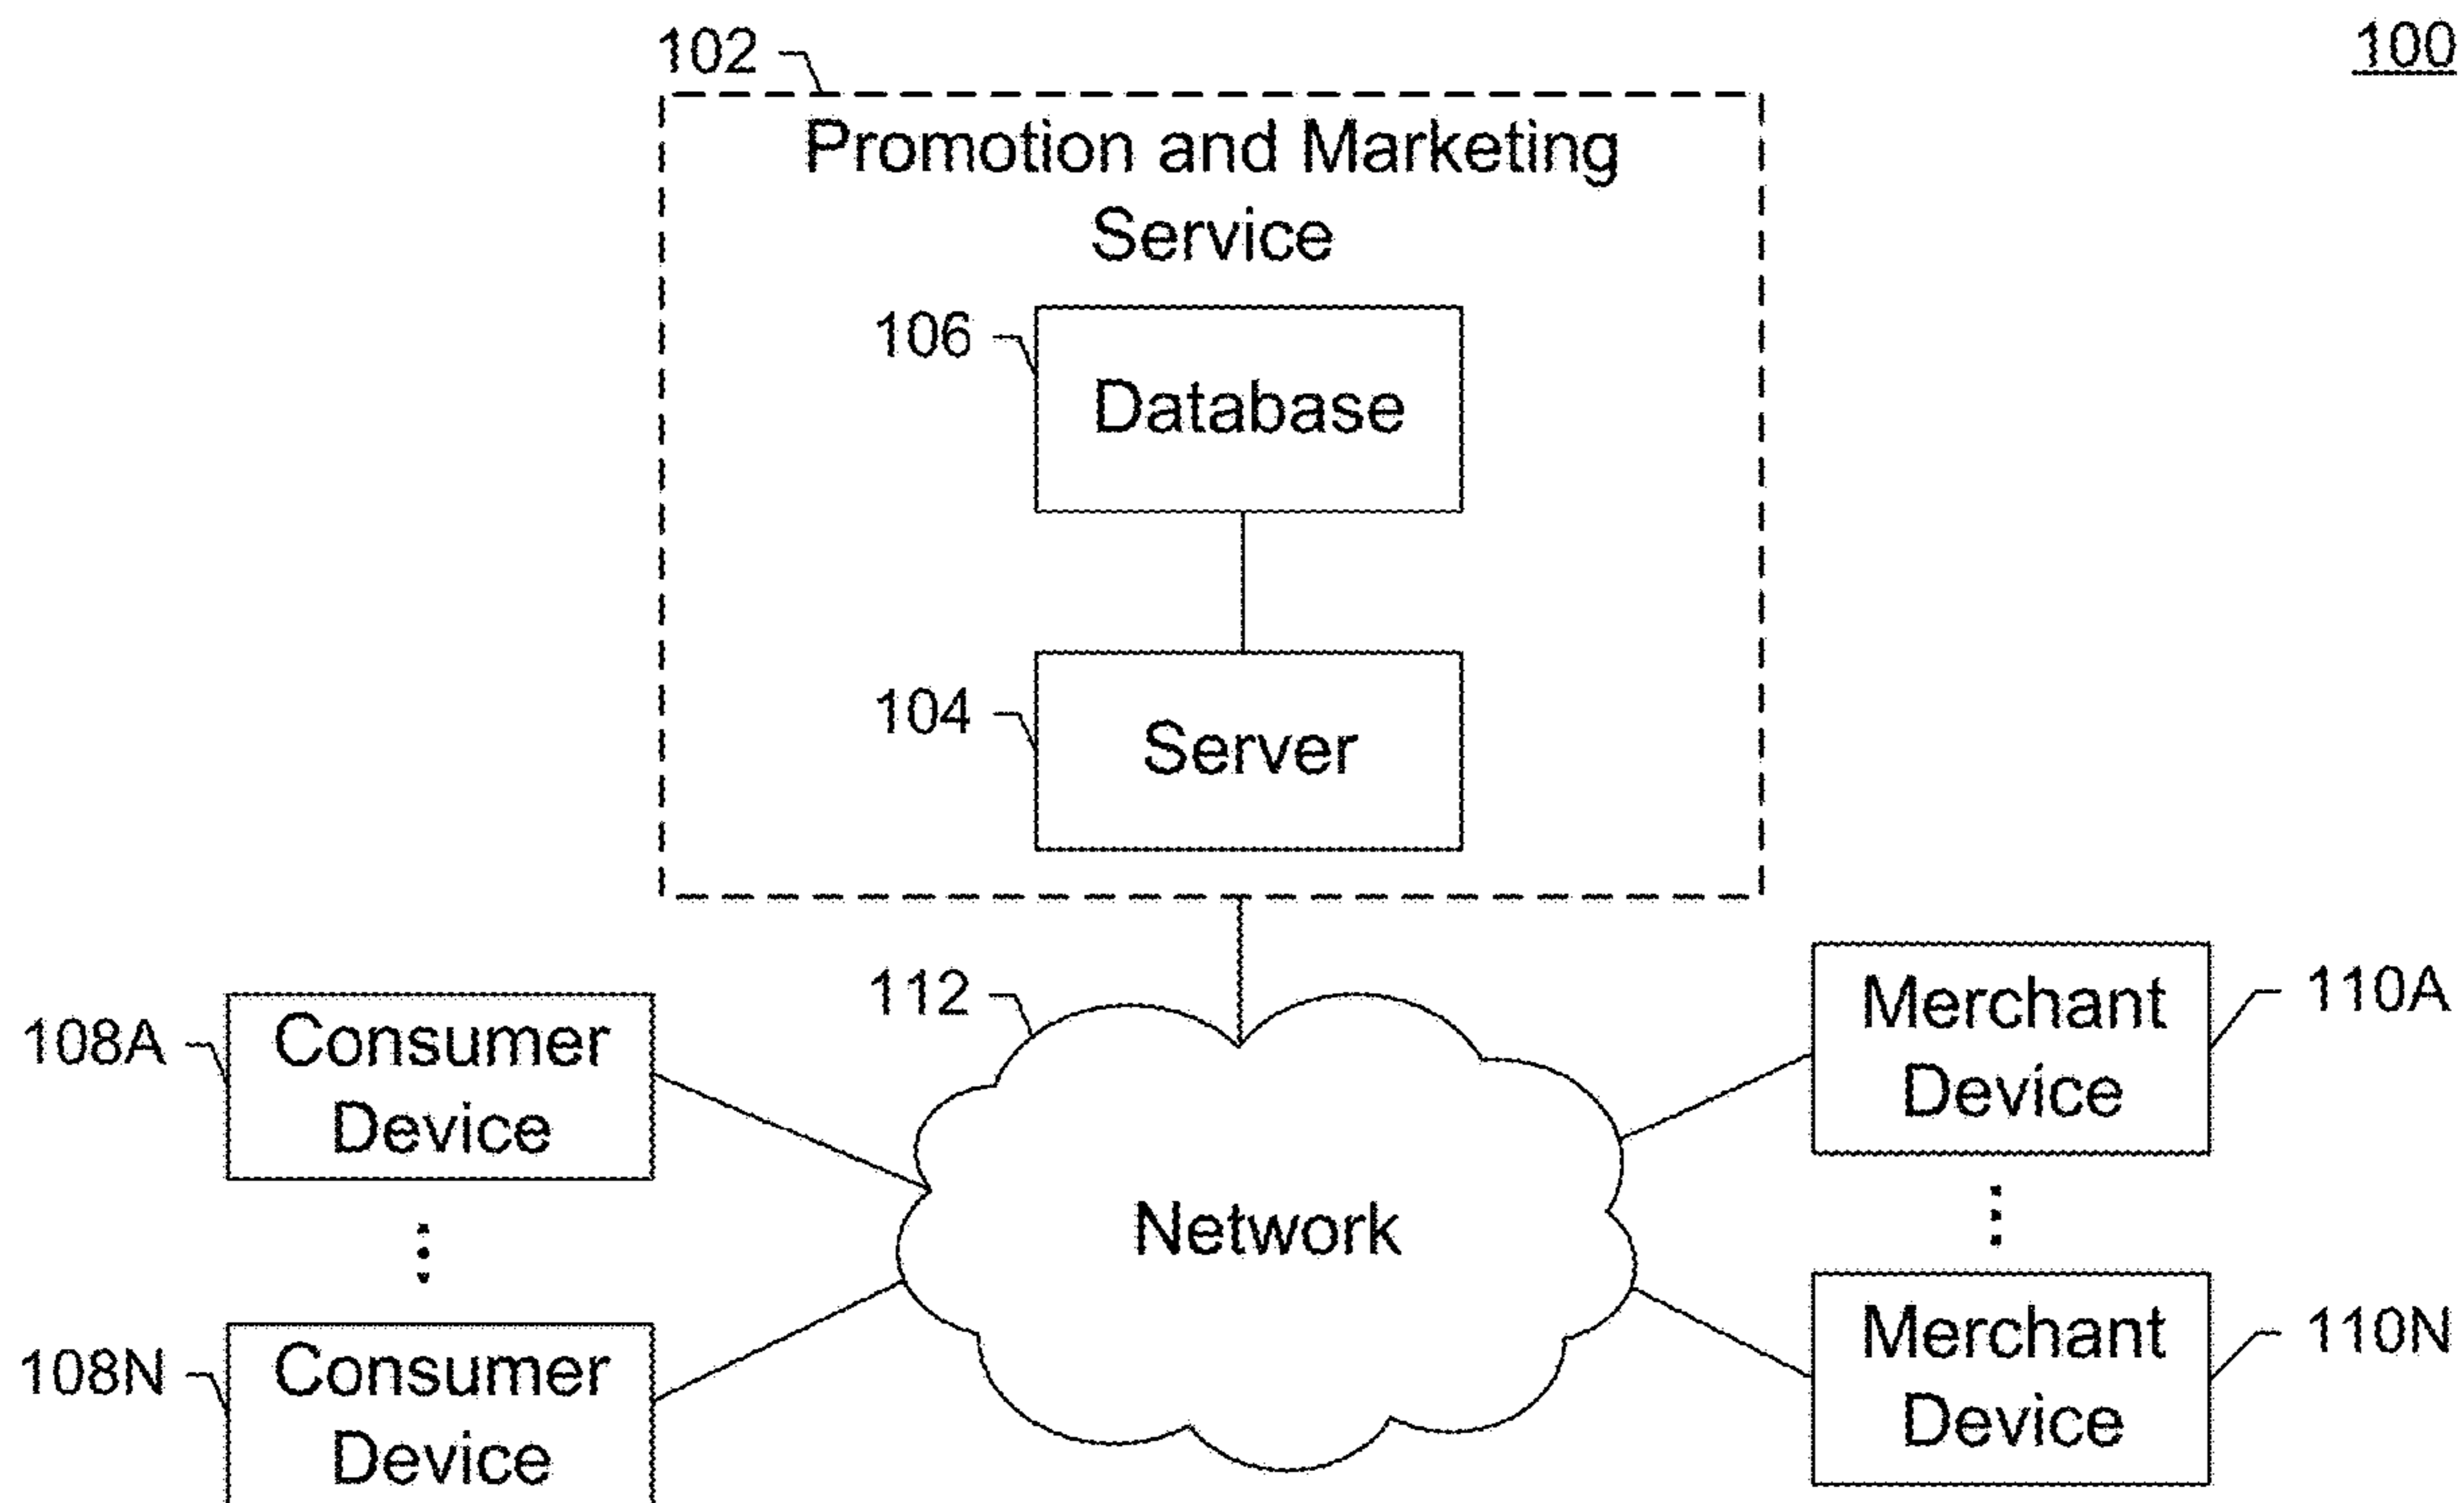 100
102
Promotion and Marketing
Service
106
Database
104
Server
112
108A
Consumer
Device
Merchant
Device
110A
Network
108N
Consumer
Device
Merchant
Device
110N